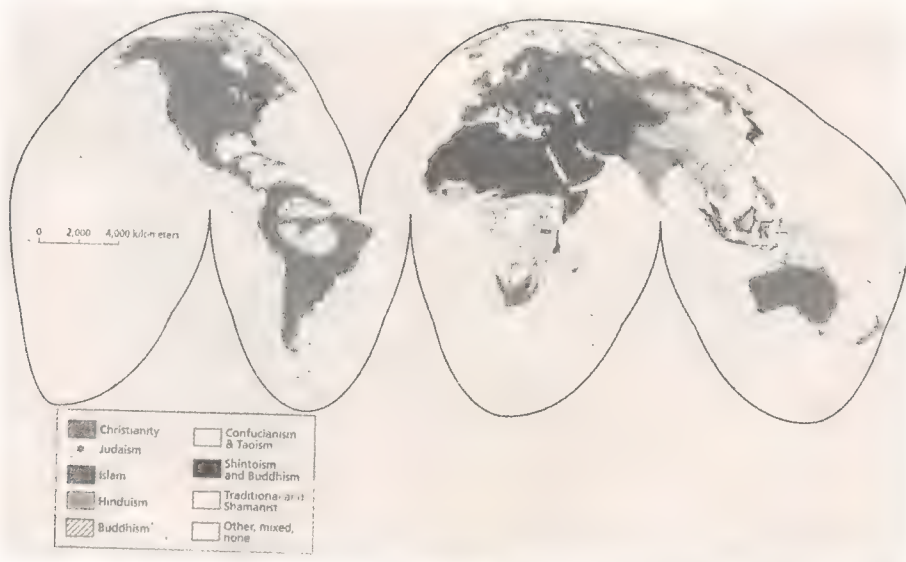 0 2,000 4,000 kilometers
Christianity
Judaism
Islam
Hinduism
Buddhism
Confucianism
& Taoism
Shintoism
and Buddhism
Traditional and
Shamanist
Other, mixed,
none